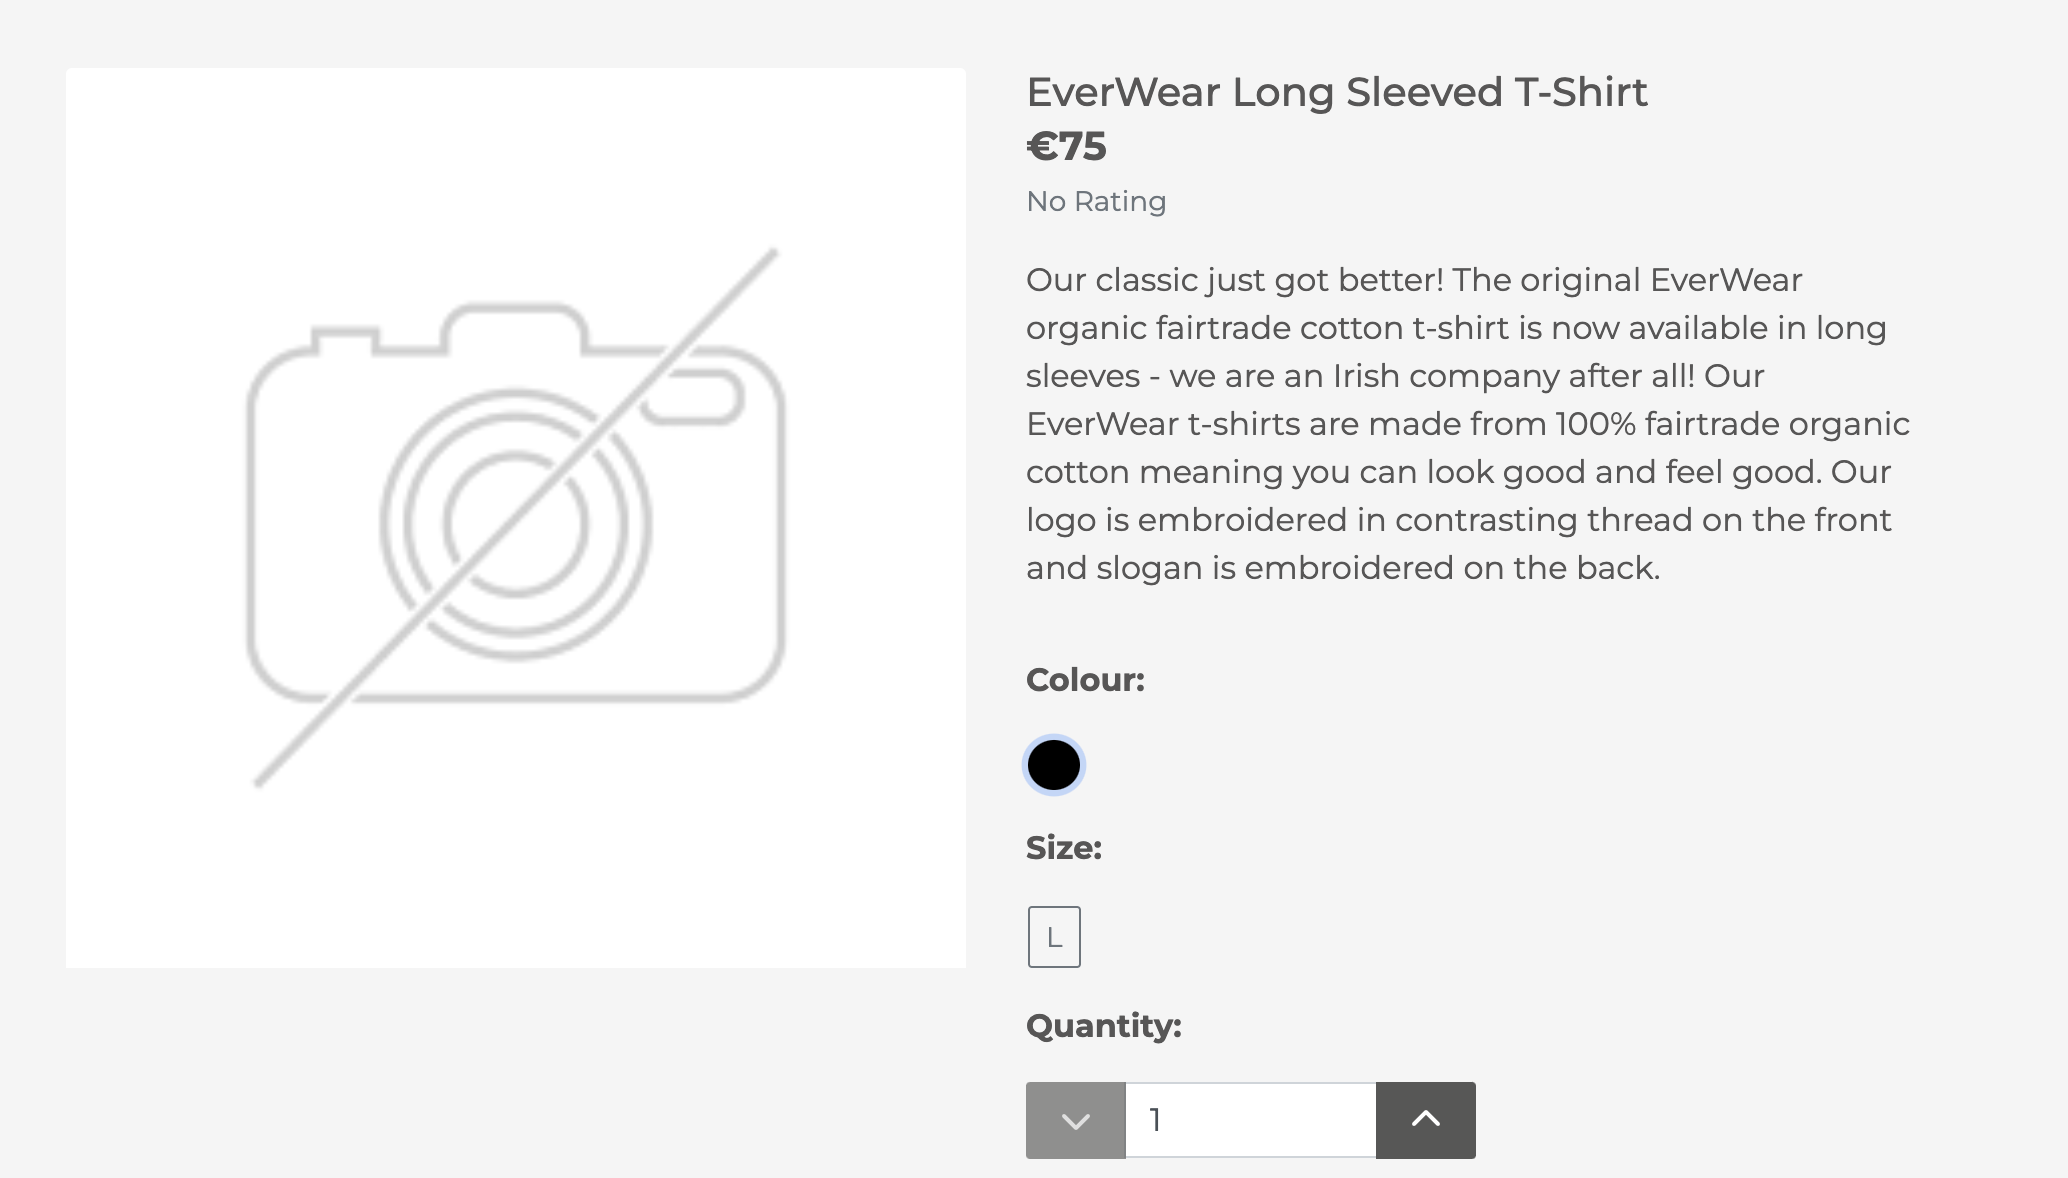 EverWear Long Sleeved T-Shirt
€75
No Rating
Our classic just got better! The original EverWear
organic fairtrade cotton t-shirt is now available in long
sleeves - we are an Irish company after all! Our
EverWear t-shirts are made from 100% fairtrade organic
cotton meaning you can look good and feel good. Our
logo is embroidered in contrasting thread on the front
and slogan is embroidered on the back.
Colour:
Size:
L
Quantity:
1